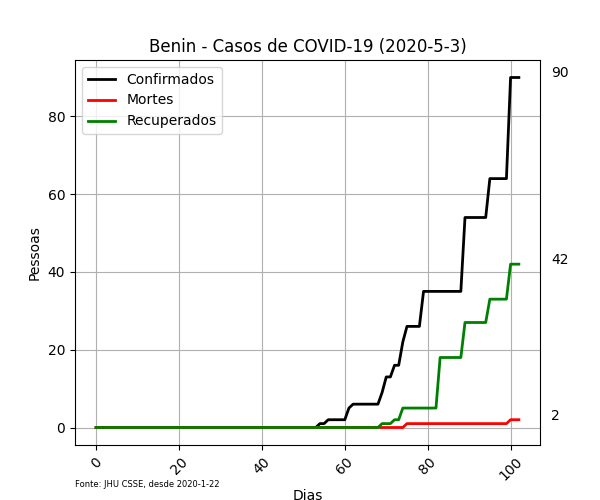 Benin - Casos de COVID-19 (2020-5-3)
Confirmados
Mortes
Recuperados
90
42
2
80
60
40
20
0
Pessoas
0 20 40 60 80 100
Fonte: JHU CSSE, desde 2020-1-22
Dias